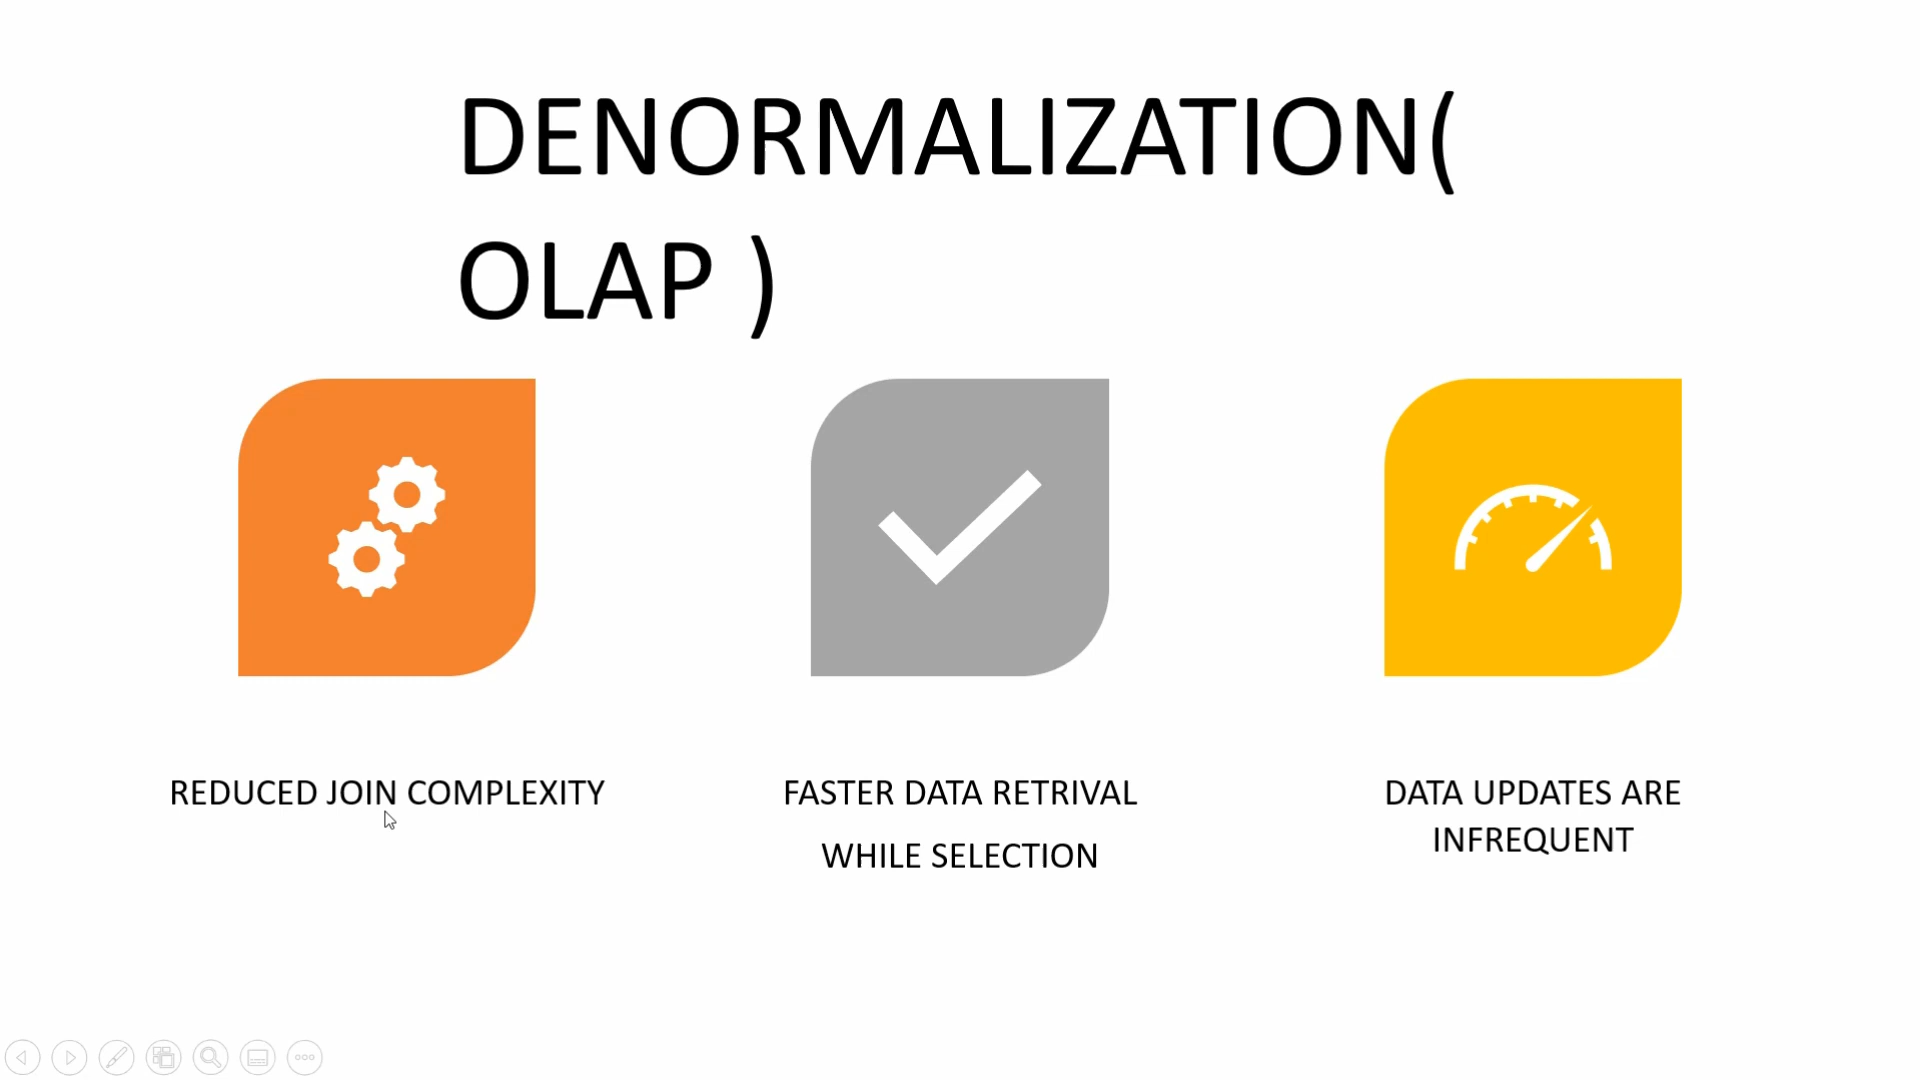 DENORMALIZATION(
OLAP )
REDUCED JOIN COMPLEXITY
FASTER DATA RETRIVAL
WHILE SELECTION
DATA UPDATES ARE
INFREQUENT